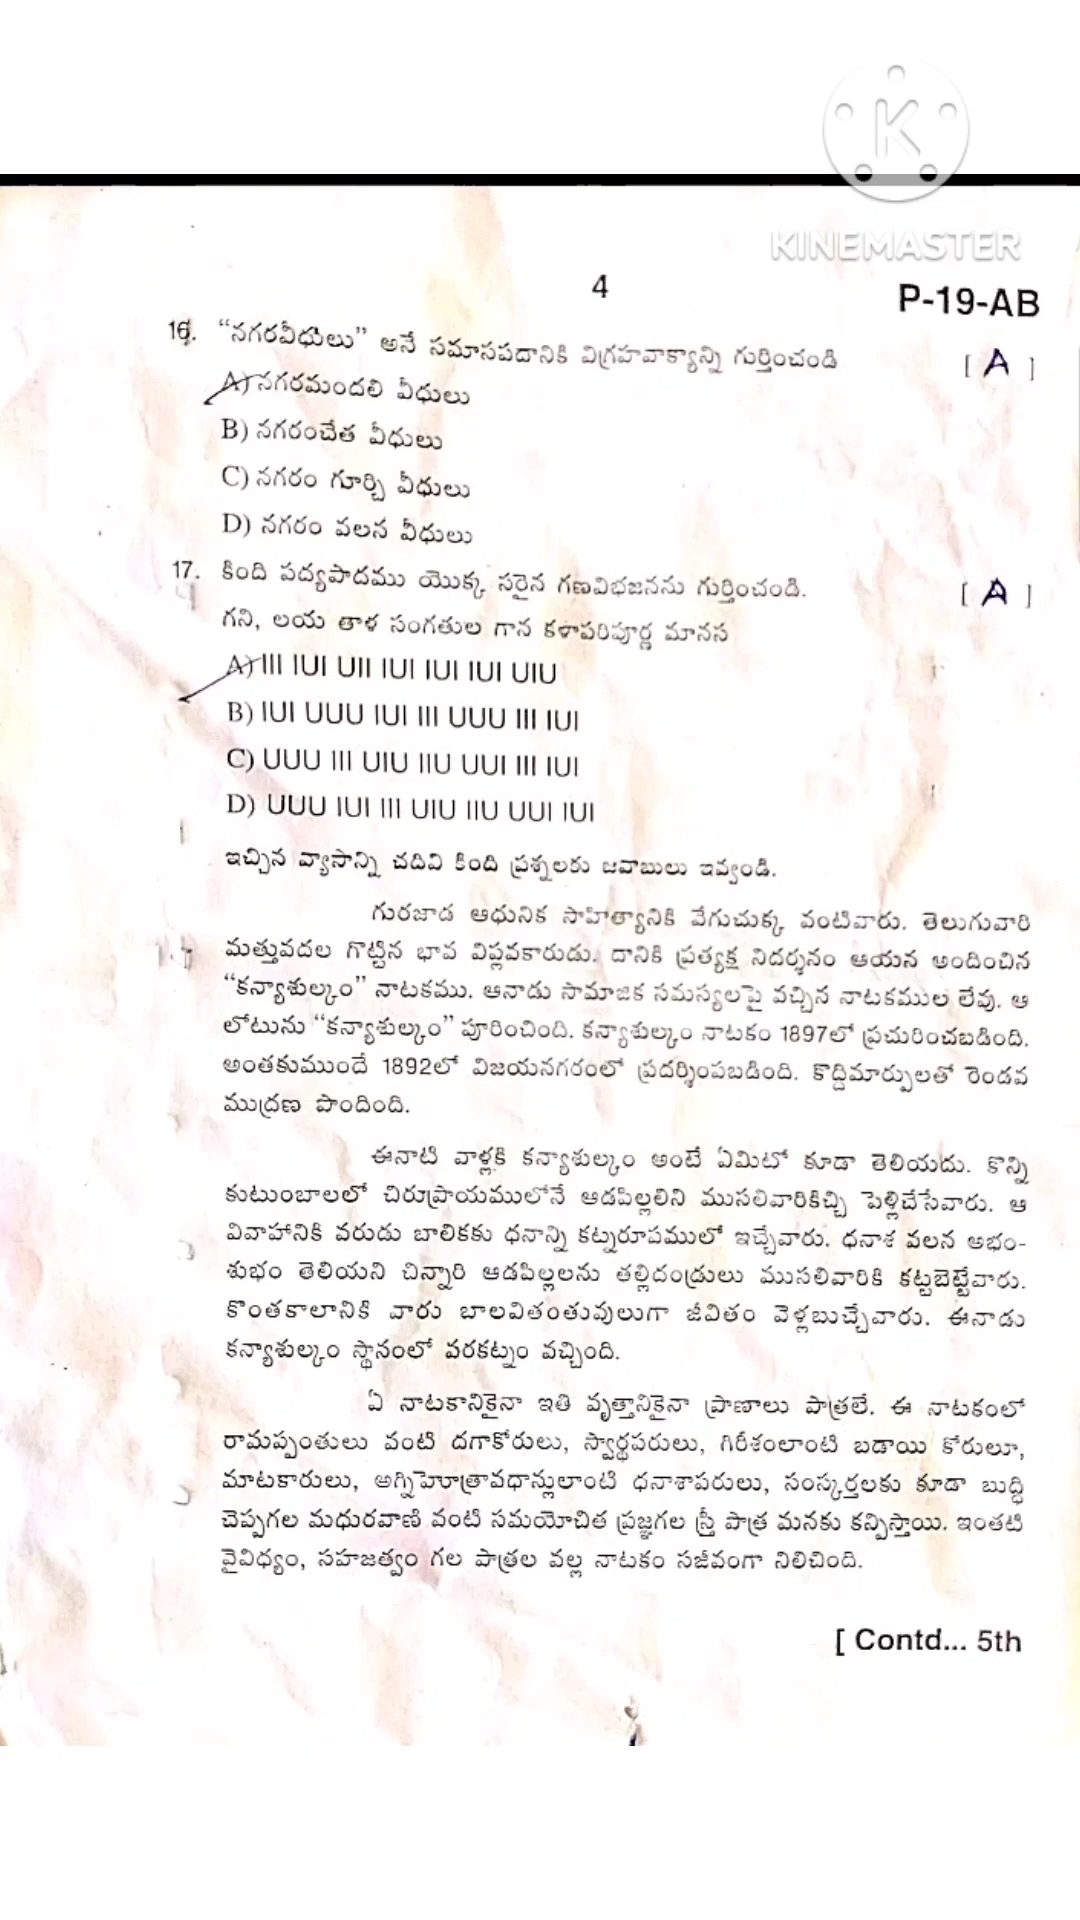 K
KINEMASTER
4
P-19-AB
16. “నగరవీధులు” అనే సమాసపదానికి విగ్రహవాక్యాన్ని గుర్తించండి [ A ]
A) నగరమందలి వీధులు
B) నగరంచేత వీధులు
C) నగరం గూర్చి వీధులు
D) నగరం వలన వీధులు
17. కింది పద్యపాదము యొక్క సరైన గణవిభజనను గుర్తించండి. [ A ]
గని, లయ తాళ సంగతుల గాన కళాపరిపూర్ణ మానస
A) III IUI UII IUI IUI IUI UIU
B) IUI UUU IUI III UUU III IUI
C) UUU III UIU IIU UUI III IUI
D) UUU IUI III UIU IIU UUI IUI
ఇచ్చిన వ్యాసాన్ని చదివి కింది ప్రశ్నలకు జవాబులు ఇవ్వండి.
గురజాడ ఆధునిక సాహిత్యానికి వేగుచుక్క వంటివారు. తెలుగువారి
మత్తువదల గొట్టిన భావ విప్లవకారుడు. దానికి ప్రత్యక్ష నిదర్శనం ఆయన అందించిన
“కన్యాశుల్కం” నాటకము. ఆనాడు సామాజిక సమస్యలపై వచ్చిన నాటకముల లేవు. ఆ
లోటును “కన్యాశుల్కం” పూరించింది. కన్యాశుల్కం నాటకం 1897లో ప్రచురించబడింది.
అంతకుముందే 1892లో విజయనగరంలో ప్రదర్శింపబడింది. కొద్దిమార్పులతో రెండవ
ముద్రణ పొందింది.
ఈనాటి వాళ్లకి కన్యాశుల్కం అంటే ఏమిటో కూడా తెలియదు. కొన్ని
కుటుంబాలలో చిరుప్రాయములోనే ఆడపిల్లలిని ముసలివారికిచ్చి పెళ్లిచేసేవారు. ఆ
వివాహానికి వరుడు బాలికకు ధనాన్ని కట్నరూపములో ఇచ్చేవారు. ధనాశ వలన అభం-
శుభం తెలియని చిన్నారి ఆడపిల్లలను తల్లిదండ్రులు ముసలివారికి కట్టబెట్టేవారు.
కొంతకాలానికి వారు బాలవితంతువులుగా జీవితం వెళ్లబుచ్చేవారు. ఈనాడు
కన్యాశుల్కం స్థానంలో వరకట్నం వచ్చింది.
ఏ నాటకానికైనా ఇతి వృత్తానికైనా ప్రాణాలు పాత్రలే. ఈ నాటకంలో
రామప్పంతులు వంటి దగాకోరులు, స్వార్థపరులు, గిరీశంలాంటి బడాయి కోరులూ,
మాటకారులు, అగ్నిహోత్రావధాన్లులాంటి ధనాశాపరులు, సంస్కర్తలకు కూడా బుద్ధి
చెప్పగల మధురవాణి వంటి సమయోచిత ప్రజ్ఞగల స్త్రీ పాత్ర మనకు కన్పిస్తాయి. ఇంతటి
వైవిధ్యం, సహజత్వం గల పాత్రల వల్ల నాటకం సజీవంగా నిలిచింది.
[ Contd... 5th